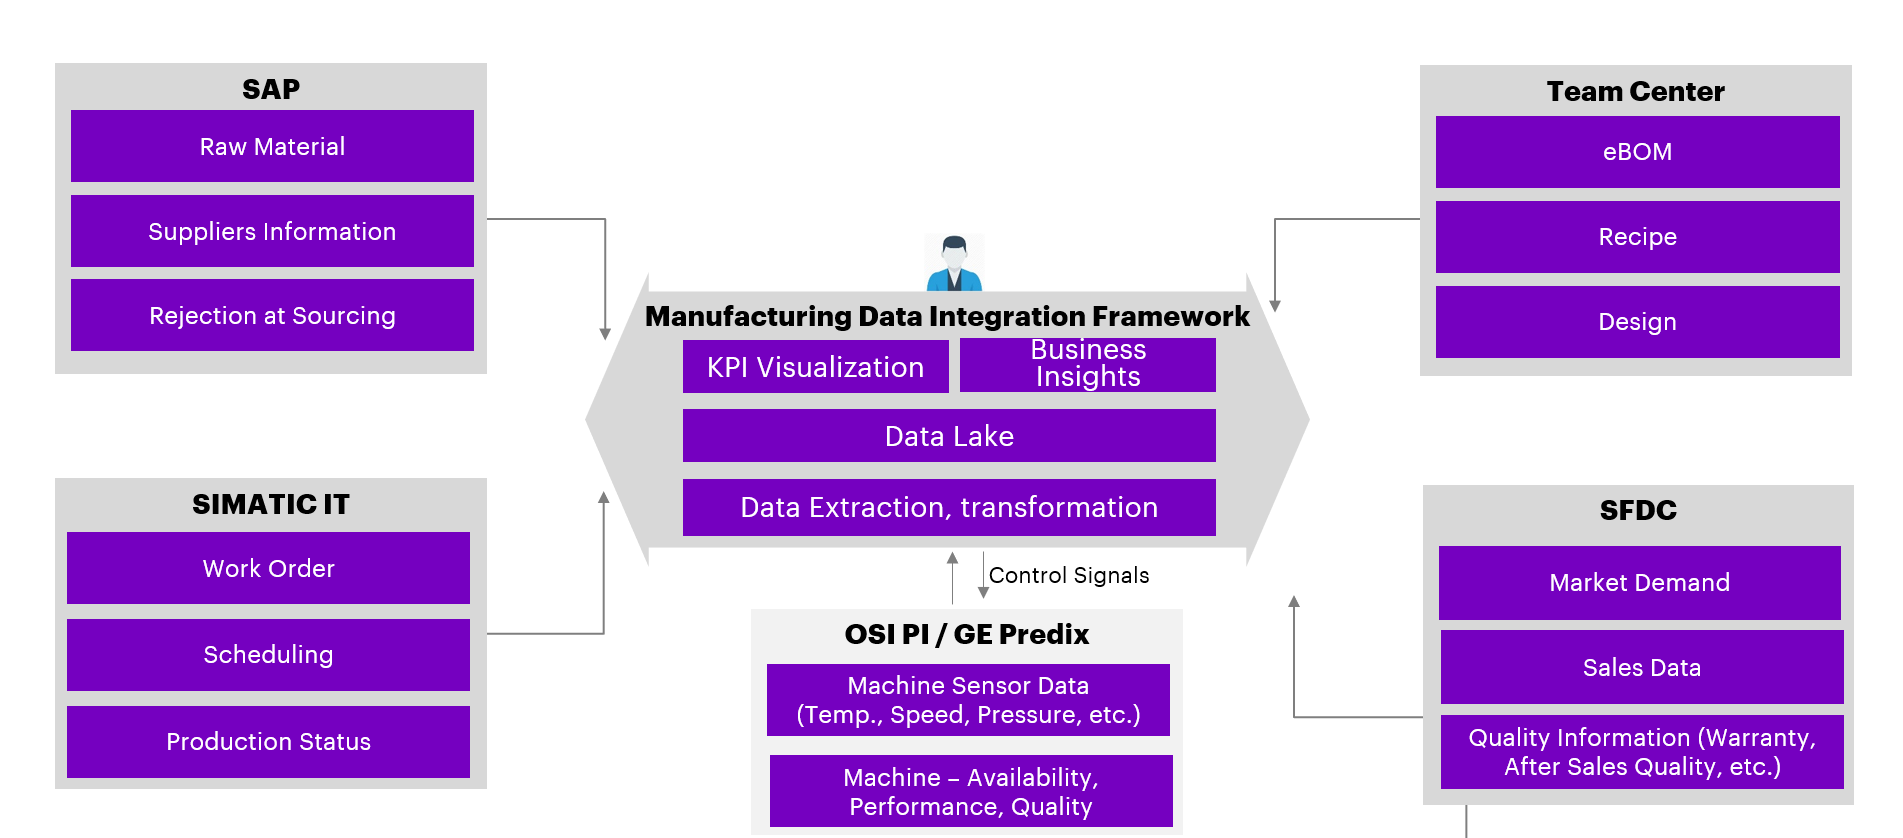 SAP
Raw Material
Suppliers Information
Rejection at Sourcing
Team Center
eBOM
Recipe
Design
Manufacturing Data Integration Framework
KPI Visualization
Business
Insights
Data Lake
Data Extraction, transformation
Control Signals
SIMATIC IT
Work Order
Scheduling
Production Status
OSI PI / GE Predix
Machine Sensor Data
(Temp., Speed, Pressure, etc.)
Machine – Availability,
Performance, Quality
SFDC
Market Demand
Sales Data
Quality Information (Warranty,
After Sales Quality, etc.)